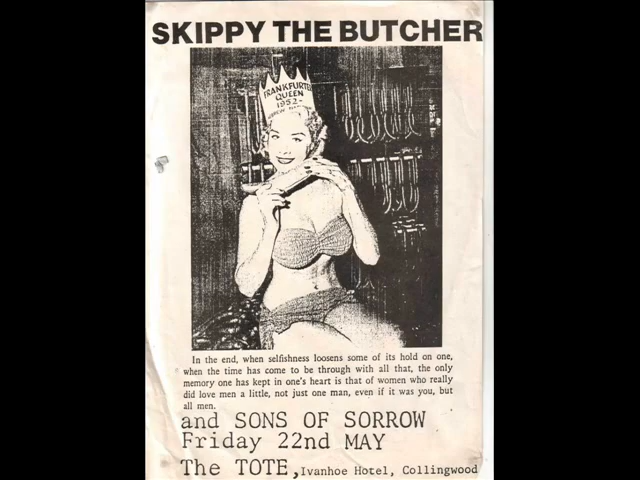 SKIPPY THE BUTCHER
FRANKFURTER
QUEEN
1952-
In the end, when selfishness loosens some of its hold on one,
when the time has come to be through with all that, the only
memory one has kept in one's heart is that of women who really
did love men a little, not just one man, even if it was you, but
all men.
and SONS OF SORROW
Friday 22nd MAY
The TOTE, Ivanhoe Hotel, Collingwood